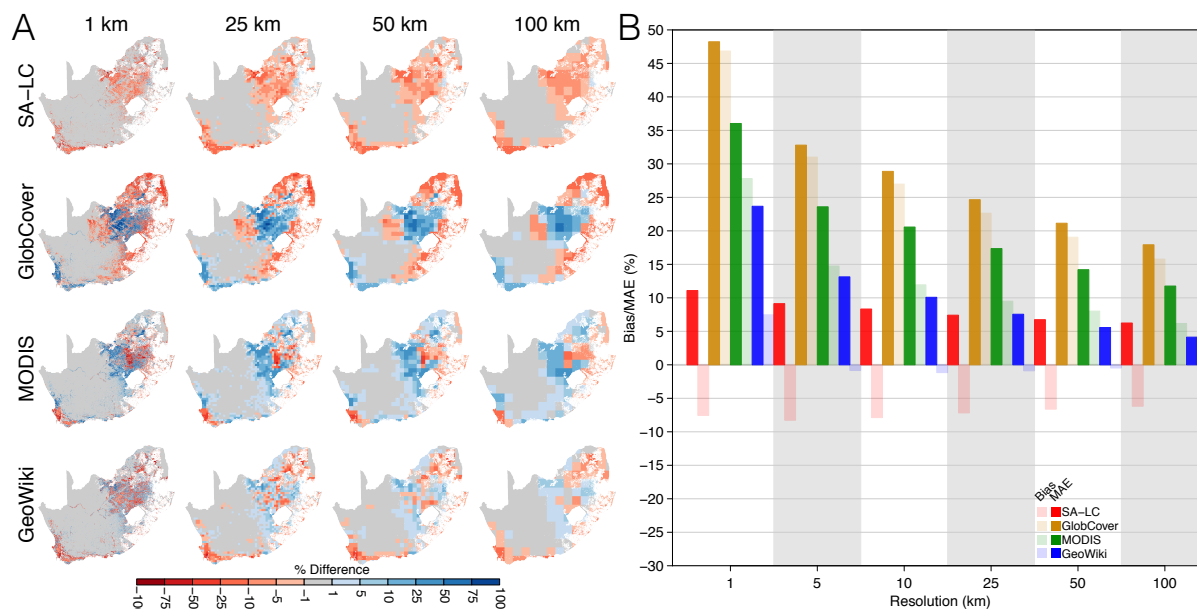 A
1 km 25 km 50 km 100 km
SA−LC
GlobCover
MODIS
GeoWiki
% Difference
−10 −75 −50 −25 −5 −1 1 5 25 50 75 100
B
50
45
40
35
30
25
20
15
10
5
0
−5
−10
−15
−20
−25
−30
Bias/MAE (%)
Bias MAE
SA−LC
GlobCover
MODIS
GeoWiki
1 5 10 25 50 100
Resolution (km)